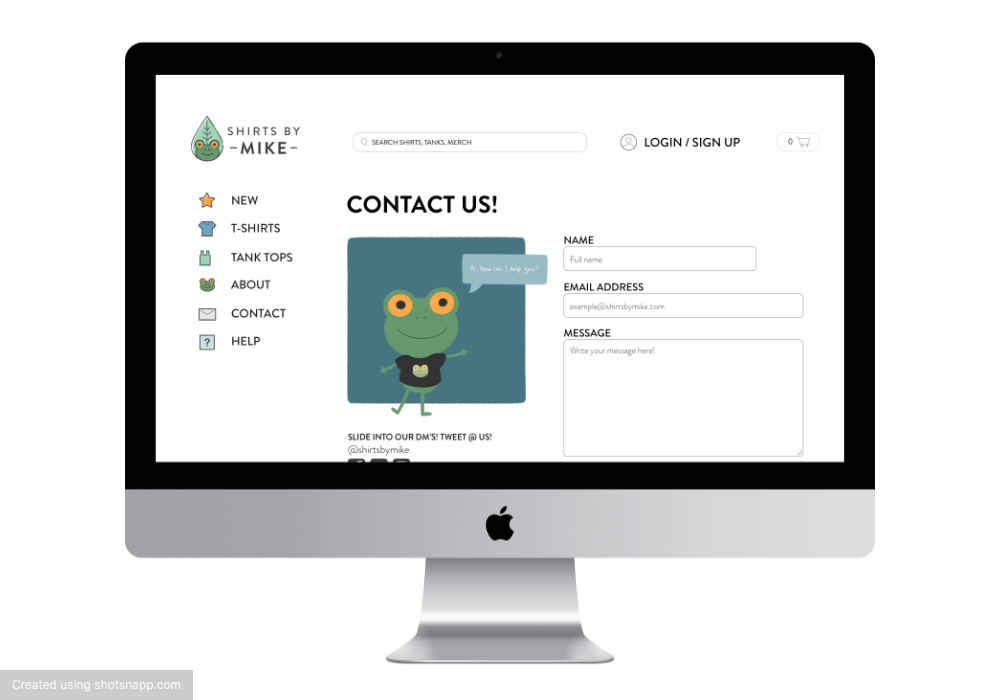 SHIRTS BY
-MIKE-
SEARCH SHIRTS, TANKS, MERCH
LOGIN / SIGN UP
0
NEW
T-SHIRTS
TANK TOPS
ABOUT
CONTACT
? HELP
CONTACT US!
Hi, how can I help you?
SLIDE INTO OUR DM'S! TWEET @ US!
@shirtsbymike
NAME
Full name
EMAIL ADDRESS
example@shirtsbymike.com
MESSAGE
Write your message here!
Created using shotsnapp.com